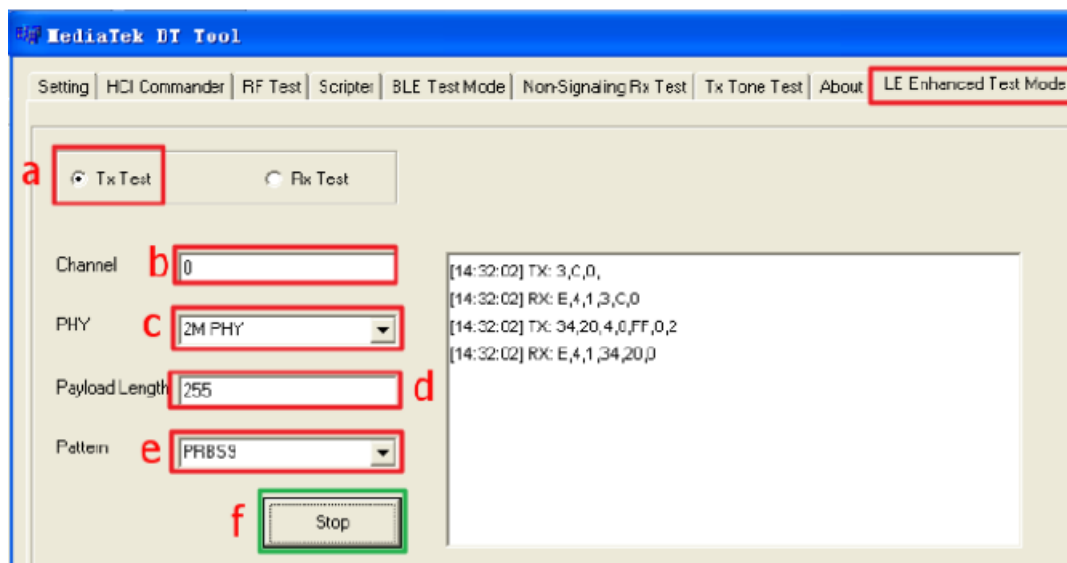 MediaTek DT Tool
Setting HCI Commander RF Test Scripter BLE Test Mode Non-Signaling Rx Test Tx Tone Test About LE Enhanced Test Mode
a Tx Test Rx Test
Channel b 0
PHY c 2M PHY
Payload Length 255 d
Pattern e PRBS9
f Stop
[14:32:02] TX: 3,C,0,
[14:32:02] RX: E,4,1,3,C,0
[14:32:02] TX: 34,20,4,0,FF,0,2
[14:32:02] RX: E,4,1,34,20,0